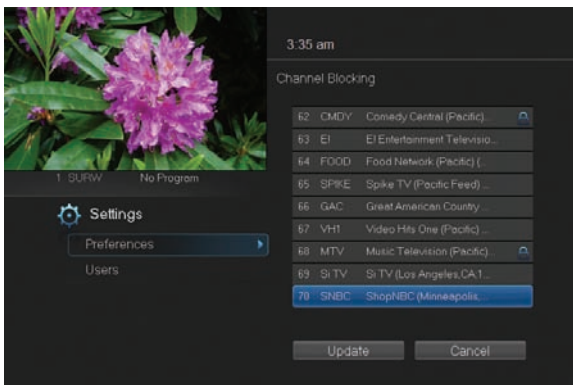 3:35 am
Channel Blocking
62 CMDY Comedy Central (Pacific)...
63 E! E! Entertainment Televisio...
64 FOOD Food Network (Pacific) (...
65 SPIKE Spike TV (Pacific Feed) ...
66 GAC Great American Country ...
67 VH1 Video Hits One (Pacific) ...
68 MTV Music Television (Pacific)...
69 SiTV Si TV (Los Angeles,CA,1...
70 SNBC ShopNBC (Minneapolis,...
Update Cancel
1 SURW No Program
Settings
Preferences
Users